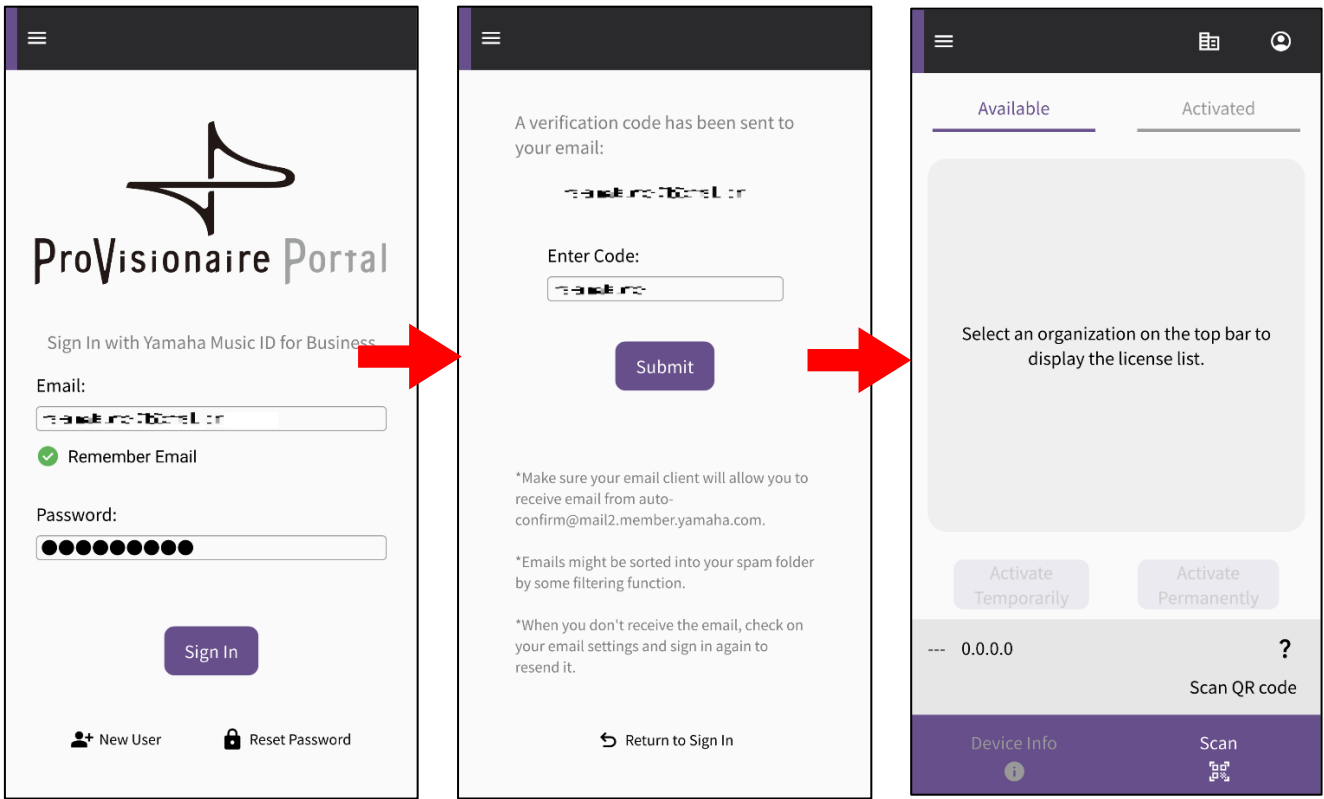 ProVisionaire Portal
Sign In with Yamaha Music ID for Business
Email:
Remember Email
Password:
Sign In
New User
Reset Password
A verification code has been sent to
your email:
Enter Code:
Submit
*Make sure your email client will allow you to
receive email from auto-
confirm@mail2.member.yamaha.com.
*Emails might be sorted into your spam folder
by some filtering function.
*When you don't receive the email, check on
your email settings and sign in again to
resend it.
Return to Sign In
Available
Activated
Select an organization on the top bar to
display the license list.
Activate
Temporarily
Activate
Permanently
--- 0.0.0.0
?
Scan QR code
Device Info
Scan